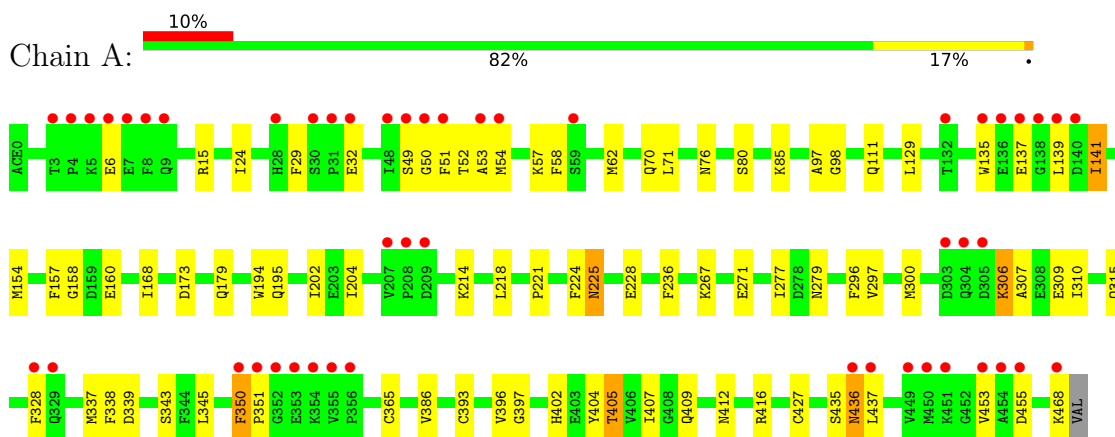 10%
Chain A:
82% 17% •
ACE0 T3 P4 K5 E6 E7 F8 Q9 R15 I24 H28 F29 S30 P31 E32 I48 S49 G50 F51 T52 A53 M54 K57 F58 S59 M62 Q70 L71 N76 S80 K85 A97 G98 Q111 L129 T132 W135 E136 E137 G138 L139 D140 I141
M154 F157 G158 D159 E160 I168 D173 Q179 W194 Q195 I202 E203 I204 V207 P208 D209 K214 L218 P221 F224 N225 E228 F236 K267 E271 I277 D278 N279 F296 V297 M300 D303 Q304 D305 K306 A307 E308 E309 I310
F328 Q329 M337 F338 D339 S343 F344 L345 F350 P351 G352 E353 K354 V355 P356 C365 V386 C393 V396 G397 H402 E403 Y404 T405 V406 I407 G408 Q409 N412 R416 C427 S435 N436 L437 V449 M450 K451 G452 V453 A454 D455 K468 VAL